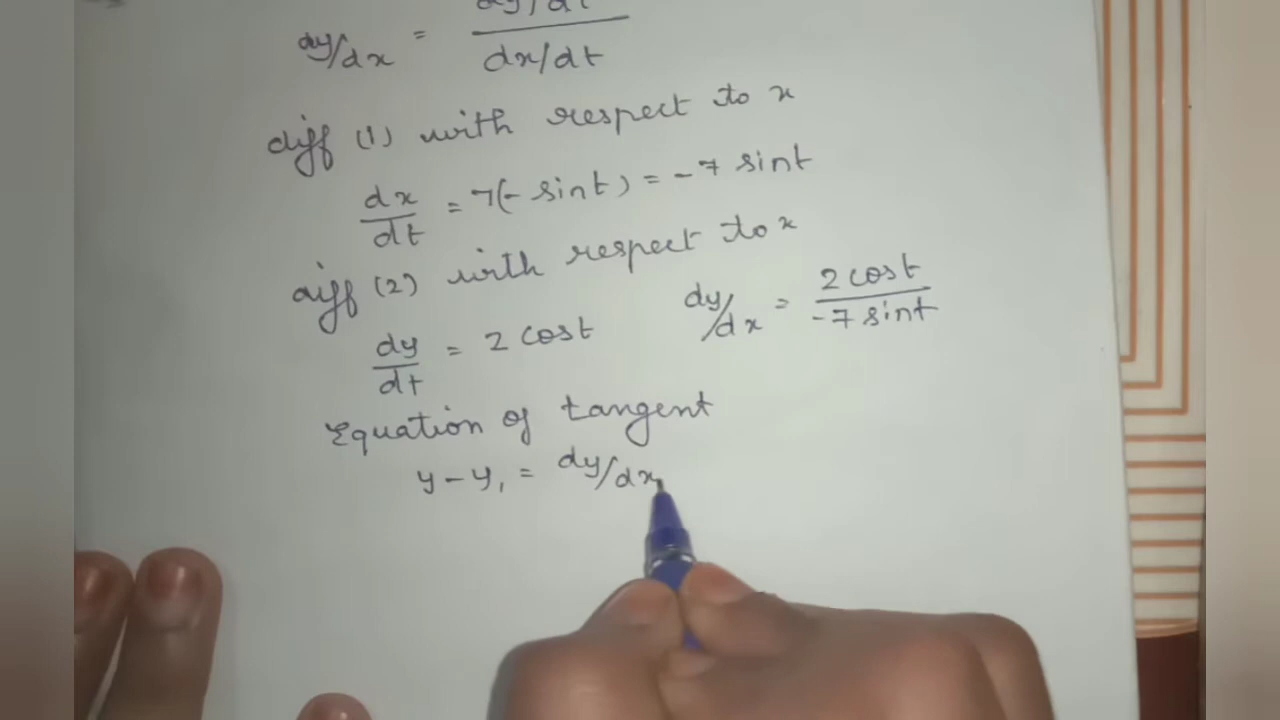 dy/dx = dy/dt / dx/dt
diff (1) with respect to x
dx/dt = 7(- sint) = -7 sint
diff (2) with respect to x
dy/dt = 2 cost dy/dx = 2 cost / -7 sint
Equation of tangent
y - y₁ = dy/dx